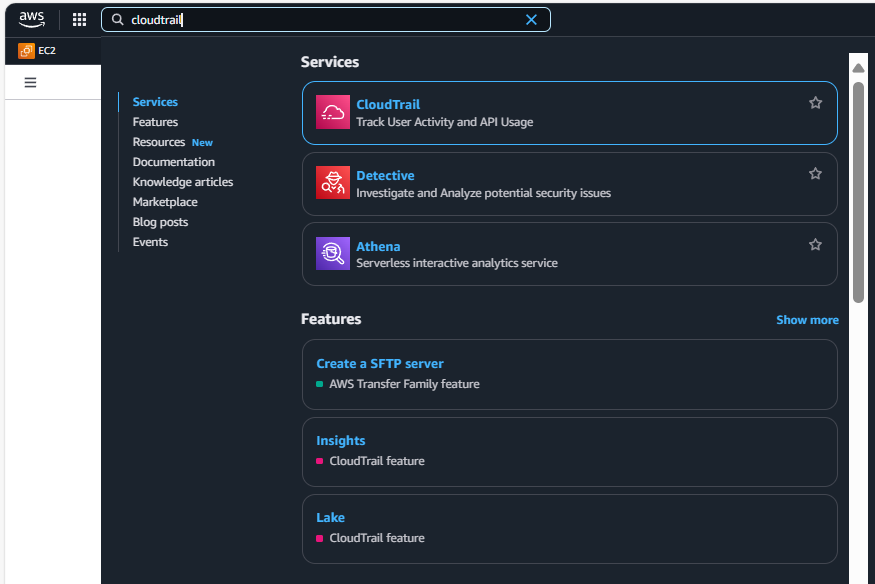 aws
cloudtrail
EC2
Services
Features
Resources New
Documentation
Knowledge articles
Marketplace
Blog posts
Events
Services
CloudTrail
Track User Activity and API Usage
Detective
Investigate and Analyze potential security issues
Athena
Serverless interactive analytics service
Features
Show more
Create a SFTP server
AWS Transfer Family feature
Insights
CloudTrail feature
Lake
CloudTrail feature